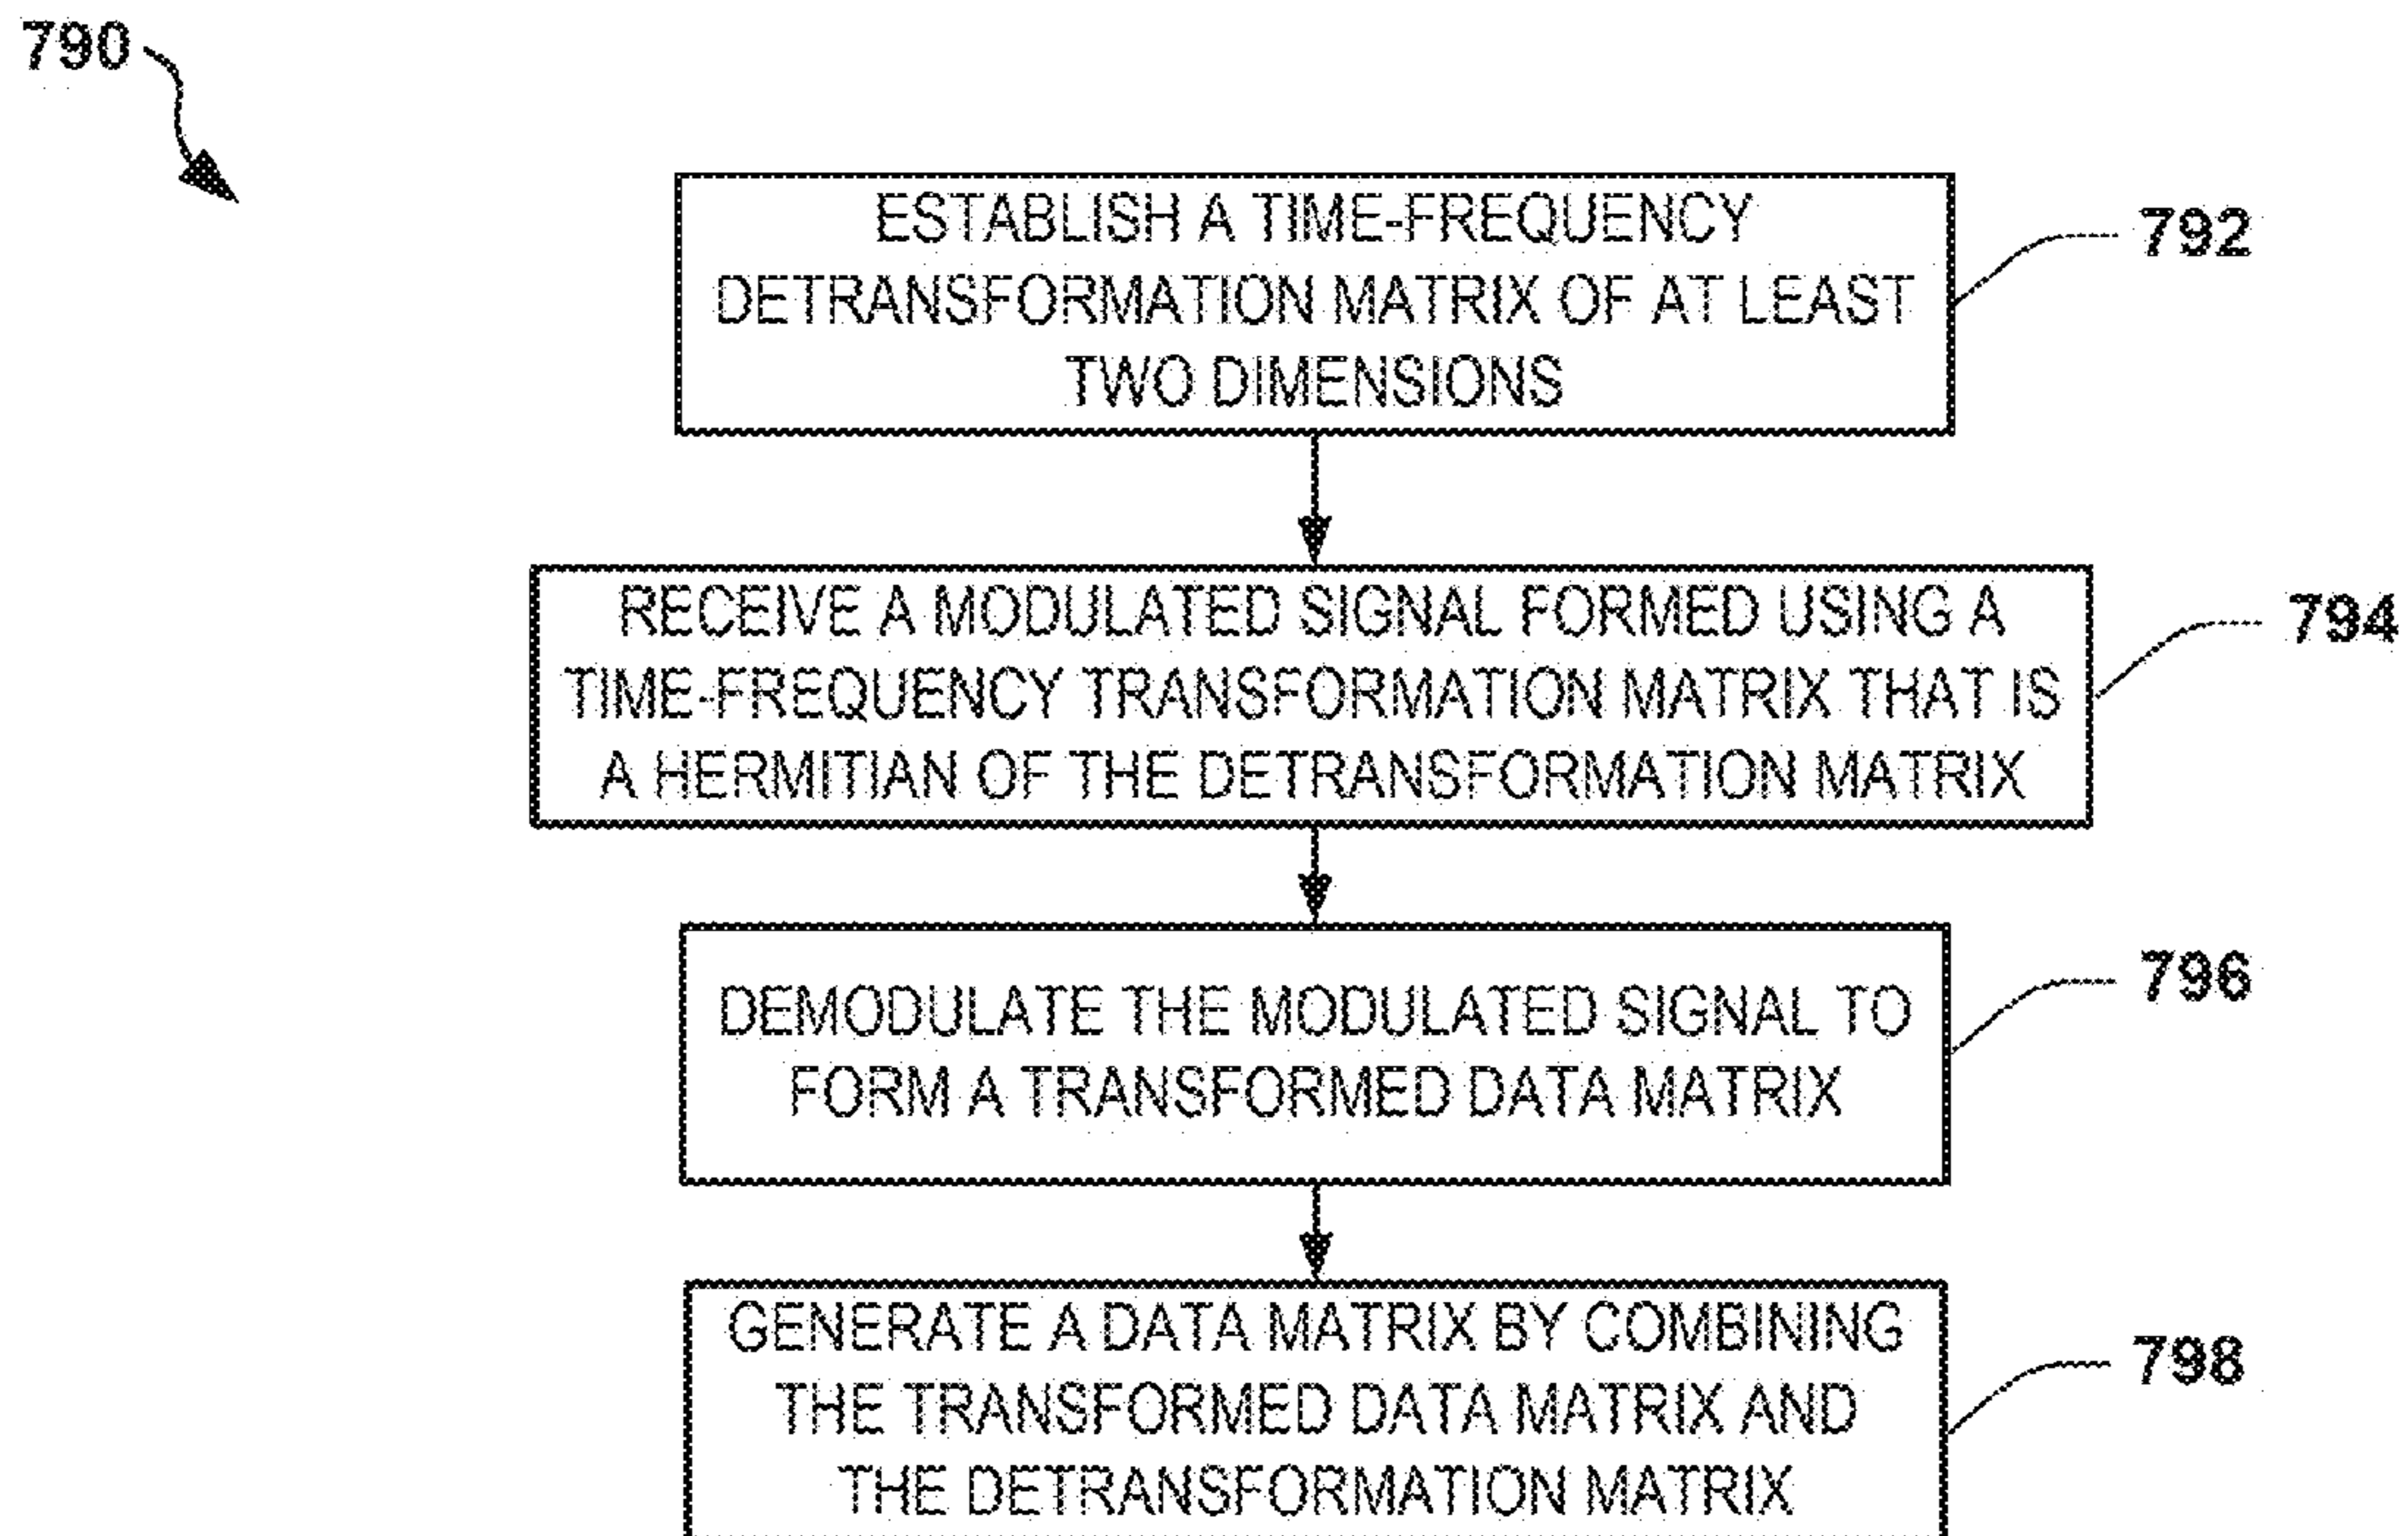 790
ESTABLISH A TIME-FREQUENCY
DETRANSFORMATION MATRIX OF AT LEAST
TWO DIMENSIONS
792
RECEIVE A MODULATED SIGNAL FORMED USING A
TIME-FREQUENCY TRANSFORMATION MATRIX THAT IS
A HERMITIAN OF THE DETRANSFORMATION MATRIX
794
DEMODULATE THE MODULATED SIGNAL TO
FORM A TRANSFORMED DATA MATRIX
796
GENERATE A DATA MATRIX BY COMBINING
THE TRANSFORMED DATA MATRIX AND
THE DETRANSFORMATION MATRIX
798